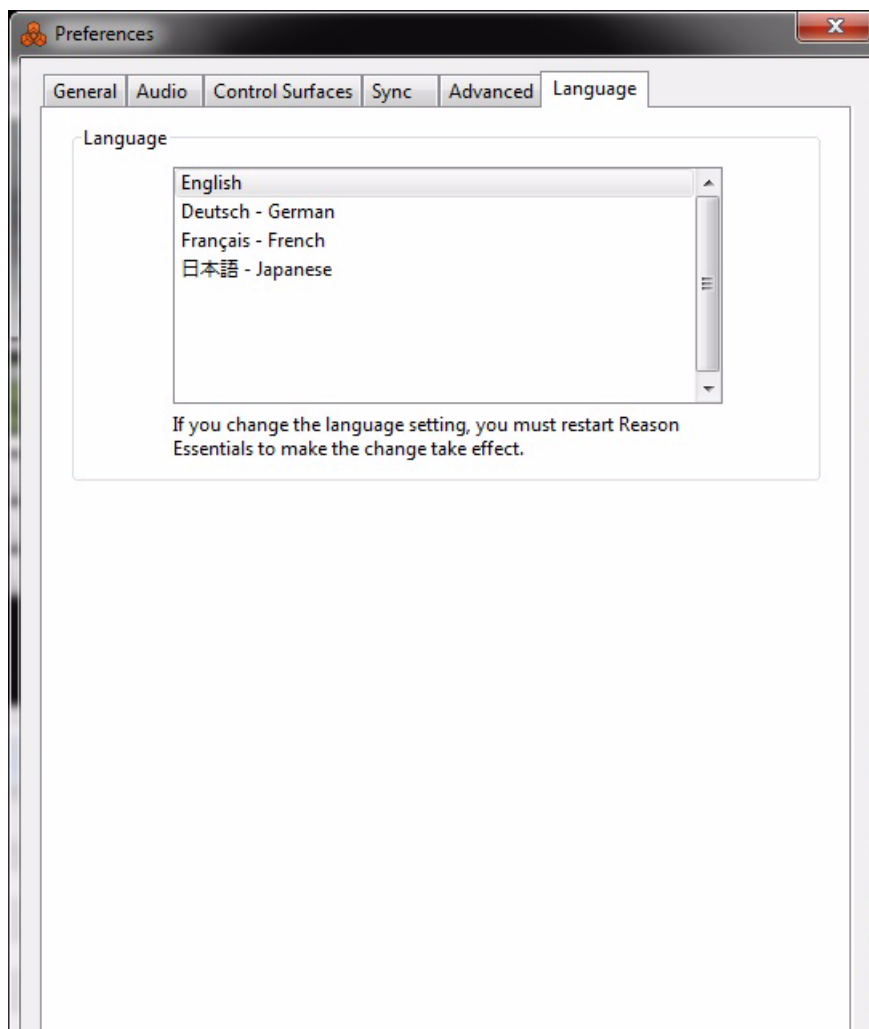 Preferences
General Audio Control Surfaces Sync Advanced Language
Language
English
Deutsch - German
Français - French
日本語 - Japanese
If you change the language setting, you must restart Reason
Essentials to make the change take effect.